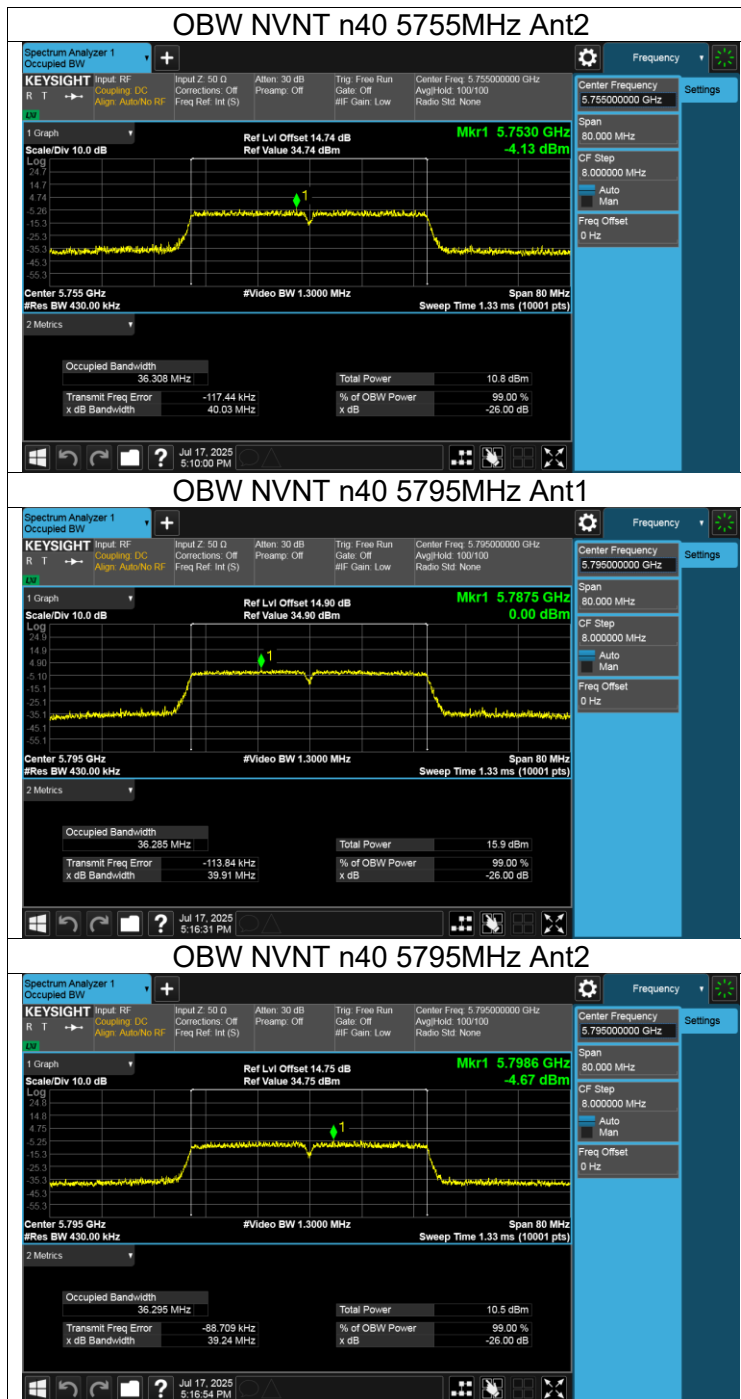 OBW NVNT n40 5755MHz Ant2
Spectrum Analyzer 1
Occupied BW
Frequency
KEYSIGHT Input: RF Input Z: 50 Ω Atten: 30 dB Trig: Free Run Center Freq: 5.755000000 GHz
R T Coupling: DC Corrections: Off Preamp: Off Gate: Off Avg|Hold: 100/100
Align: Auto/No RF Freq Ref: Int (S) #IF Gain: Low Radio Std: None
LXI
Center Frequency
5.755000000 GHz
Settings
Span
80.000 MHz
CF Step
8.000000 MHz
Auto
Man
Freq Offset
0 Hz
1 Graph
Ref Lvl Offset 14.74 dB
Mkr1 5.7530 GHz
Scale/Div 10.0 dB
Ref Value 34.74 dBm
-4.13 dBm
Log
24.7
14.7
4.74
-5.26
-15.3
-25.3
-35.3
-45.3
-55.3
1
Center 5.755 GHz #Video BW 1.3000 MHz Span 80 MHz
#Res BW 430.00 kHz Sweep Time 1.33 ms (10001 pts)
2 Metrics
Occupied Bandwidth
36.308 MHz Total Power 10.8 dBm
Transmit Freq Error -117.44 kHz % of OBW Power 99.00 %
x dB Bandwidth 40.03 MHz x dB -26.00 dB
? Jul 17, 2025
5:10:00 PM
OBW NVNT n40 5795MHz Ant1
Spectrum Analyzer 1
Occupied BW
Frequency
KEYSIGHT Input: RF Input Z: 50 Ω Atten: 30 dB Trig: Free Run Center Freq: 5.795000000 GHz
R T Coupling: DC Corrections: Off Preamp: Off Gate: Off Avg|Hold: 100/100
Align: Auto/No RF Freq Ref: Int (S) #IF Gain: Low Radio Std: None
LXI
Center Frequency
5.795000000 GHz
Settings
Span
80.000 MHz
CF Step
8.000000 MHz
Auto
Man
Freq Offset
0 Hz
1 Graph
Ref Lvl Offset 14.90 dB
Mkr1 5.7875 GHz
Scale/Div 10.0 dB
Ref Value 34.90 dBm
0.00 dBm
Log
24.9
14.9
4.90
-5.10
-15.1
-25.1
-35.1
-45.1
-55.1
1
Center 5.795 GHz #Video BW 1.3000 MHz Span 80 MHz
#Res BW 430.00 kHz Sweep Time 1.33 ms (10001 pts)
2 Metrics
Occupied Bandwidth
36.285 MHz Total Power 15.9 dBm
Transmit Freq Error -113.84 kHz % of OBW Power 99.00 %
x dB Bandwidth 39.91 MHz x dB -26.00 dB
? Jul 17, 2025
5:16:31 PM
OBW NVNT n40 5795MHz Ant2
Spectrum Analyzer 1
Occupied BW
Frequency
KEYSIGHT Input: RF Input Z: 50 Ω Atten: 30 dB Trig: Free Run Center Freq: 5.795000000 GHz
R T Coupling: DC Corrections: Off Preamp: Off Gate: Off Avg|Hold: 100/100
Align: Auto/No RF Freq Ref: Int (S) #IF Gain: Low Radio Std: None
LXI
Center Frequency
5.795000000 GHz
Settings
Span
80.000 MHz
CF Step
8.000000 MHz
Auto
Man
Freq Offset
0 Hz
1 Graph
Ref Lvl Offset 14.75 dB
Mkr1 5.7986 GHz
Scale/Div 10.0 dB
Ref Value 34.75 dBm
-4.67 dBm
Log
24.8
14.8
4.75
-5.25
-15.3
-25.3
-35.3
-45.3
-55.3
1
Center 5.795 GHz #Video BW 1.3000 MHz Span 80 MHz
#Res BW 430.00 kHz Sweep Time 1.33 ms (10001 pts)
2 Metrics
Occupied Bandwidth
36.295 MHz Total Power 10.5 dBm
Transmit Freq Error -88.709 kHz % of OBW Power 99.00 %
x dB Bandwidth 39.24 MHz x dB -26.00 dB
? Jul 17, 2025
5:16:54 PM